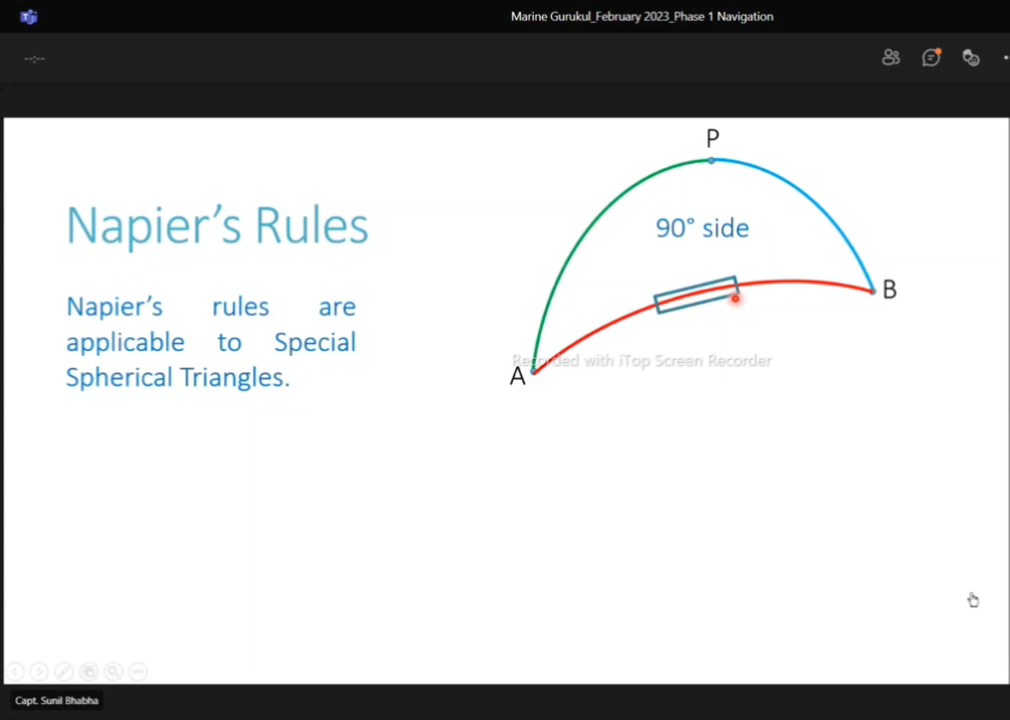 Marine Gurukul_February 2023_Phase 1 Navigation
--:--
P
Napier's Rules
90° side
B
Napier's rules are
applicable to Special
Spherical Triangles.
Recorded with iTop Screen Recorder
A
Capt. Sunil Bhabha